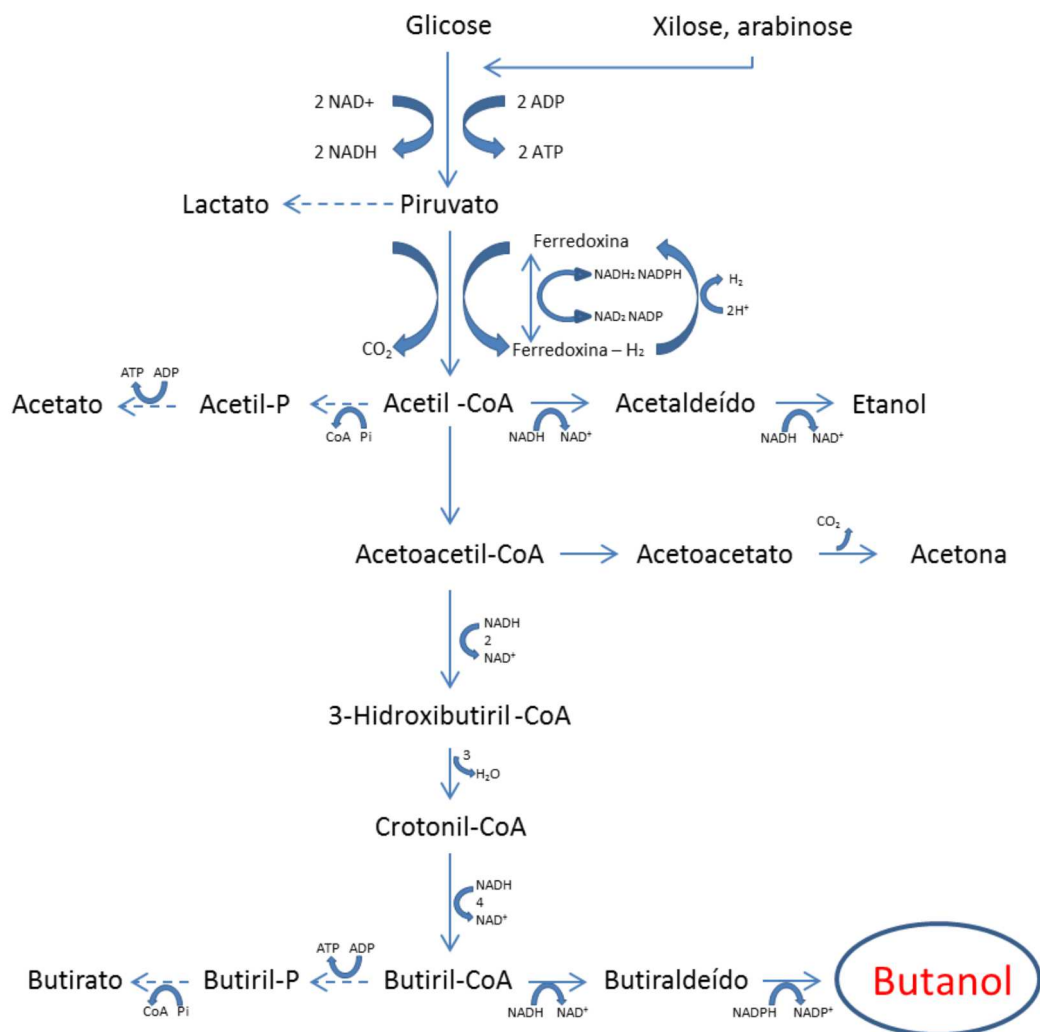 Glicose
Xilose, arabinose
2 NAD+
2 ADP
2 NADH
2 ATP
Lactato
Piruvato
Ferredoxina
NADH₂ NADPH
H₂
NAD₂ NADP
2H⁺
CO₂
Ferredoxina – H₂
ATP ADP
Acetato
Acetil-P
Acetil -CoA
Acetaldeído
Etanol
CoA Pi
NADH NAD⁺
NADH NAD⁺
CO₂
Acetoacetil-CoA
Acetoacetato
Acetona
NADH
2
NAD⁺
3-Hidroxibutiril -CoA
3
H₂O
Crotonil-CoA
NADH
4
NAD⁺
ATP ADP
Butirato
Butiril-P
Butiril-CoA
Butiraldeído
Butanol
CoA Pi
NADH NAD⁺
NADPH NADP⁺